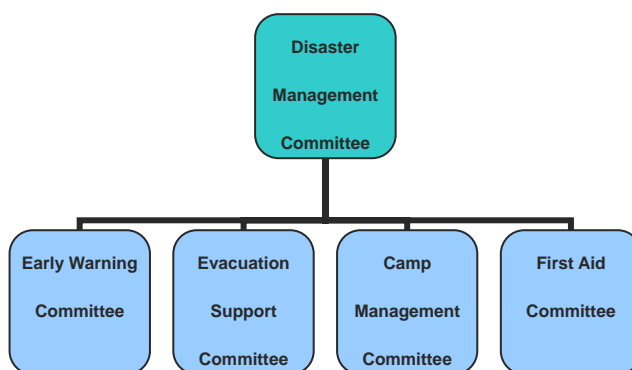 Disaster
Management
Committee
Early Warning
Committee
Evacuation
Support
Committee
Camp
Management
Committee
First Aid
Committee